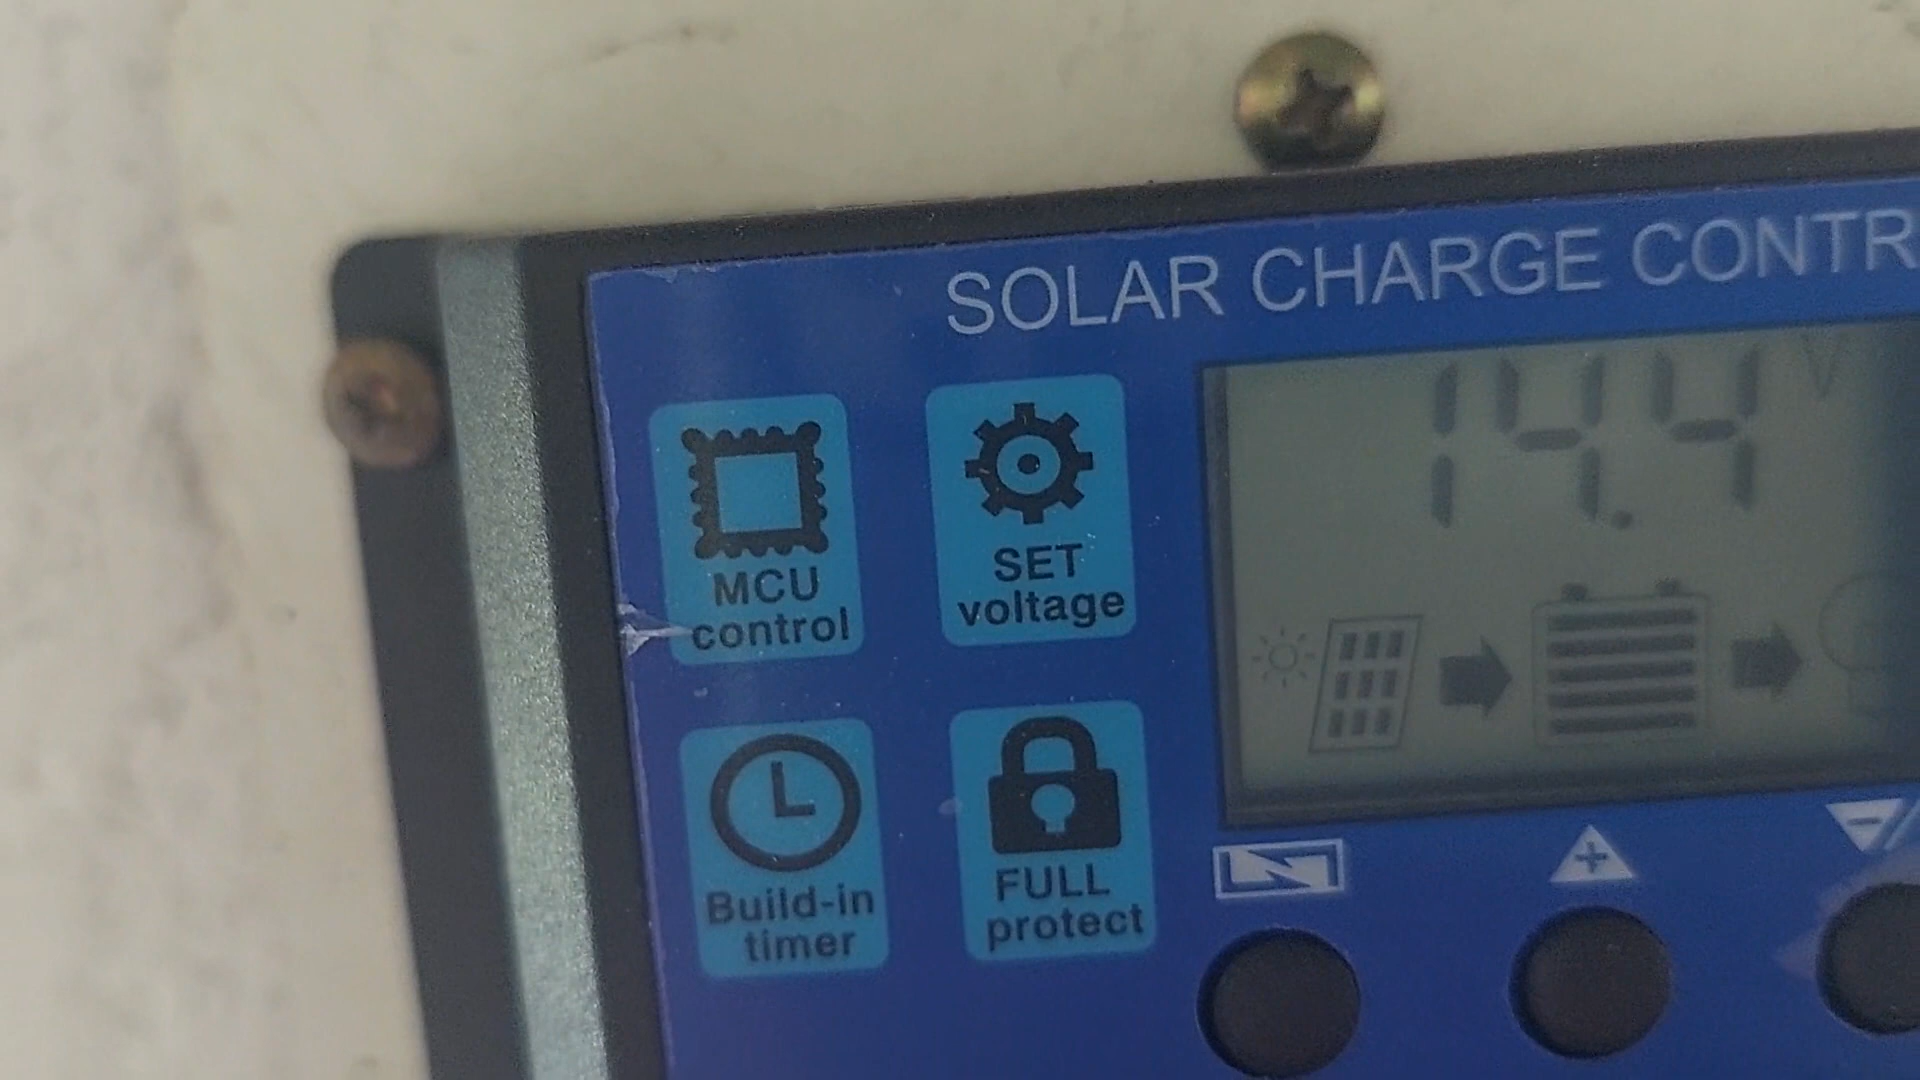 SOLAR CHARGE CONTR
14.4 V
MCU
control
SET
voltage
Build-in
timer
FULL
protect